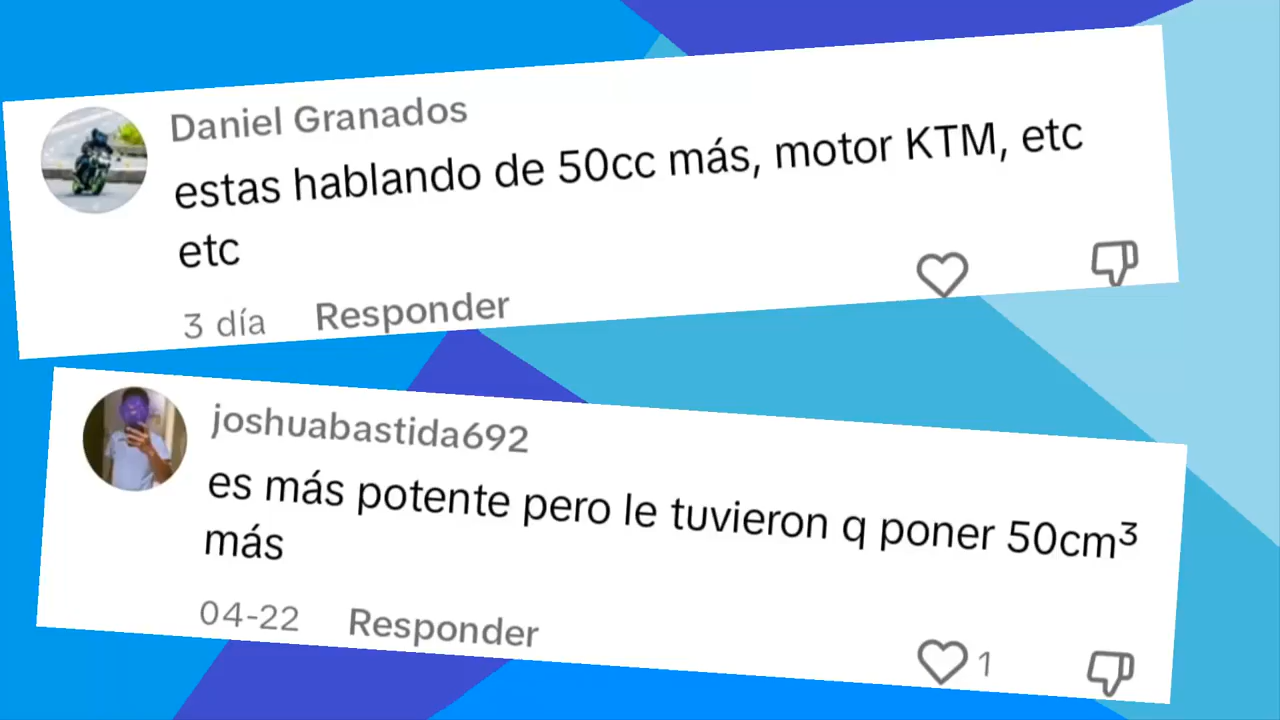 Daniel Granados
estas hablando de 50cc más, motor KTM, etc
etc
3 día Responder
joshuabastida692
es más potente pero le tuvieron q poner 50cm³
más
04-22 Responder
1